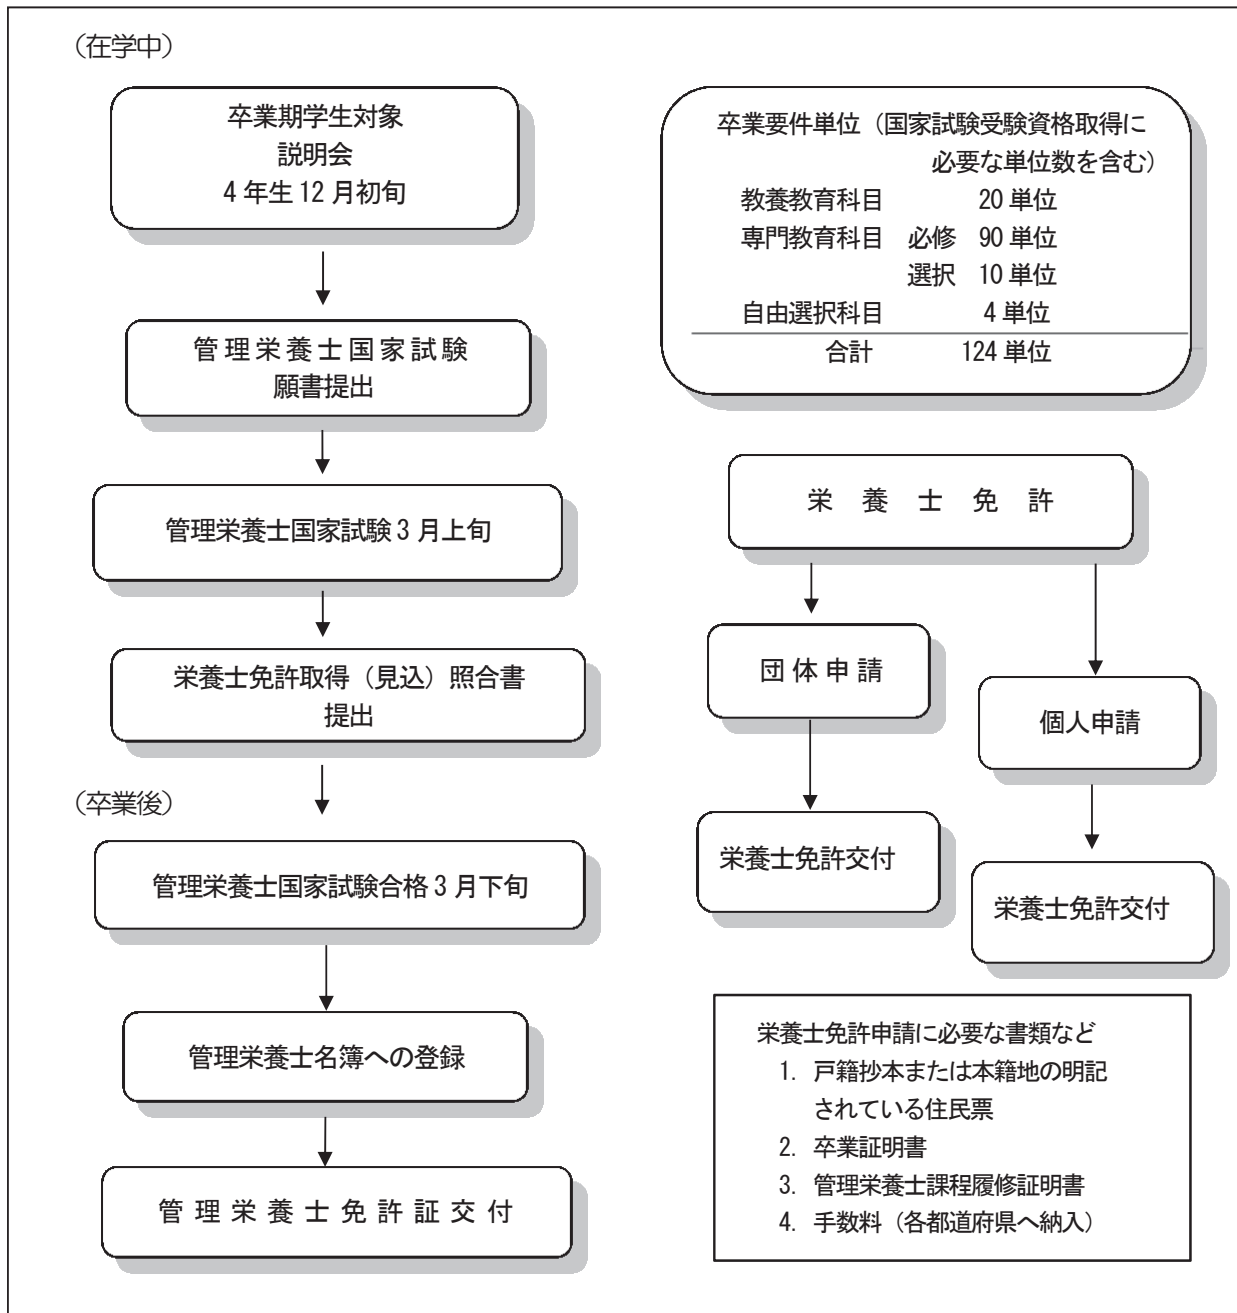 （在学中）
卒業期学生対象
説明会
4年生12月初旬
管理栄養士国家試験
願書提出
管理栄養士国家試験3月上旬
栄養士免許取得（見込）照合書
提出
（卒業後）
管理栄養士国家試験合格3月下旬
管理栄養士名簿への登録
管理栄養士免許証交付
卒業要件単位（国家試験受験資格取得に
必要な単位数を含む）
教養教育科目 20単位
専門教育科目 必修 90単位
選択 10単位
自由選択科目 4単位
合計 124単位
栄養士免許
団体申請
個人申請
栄養士免許交付
栄養士免許交付
栄養士免許申請に必要な書類など
1. 戸籍抄本または本籍地の明記
されている住民票
2. 卒業証明書
3. 管理栄養士課程履修証明書
4. 手数料（各都道府県へ納入）